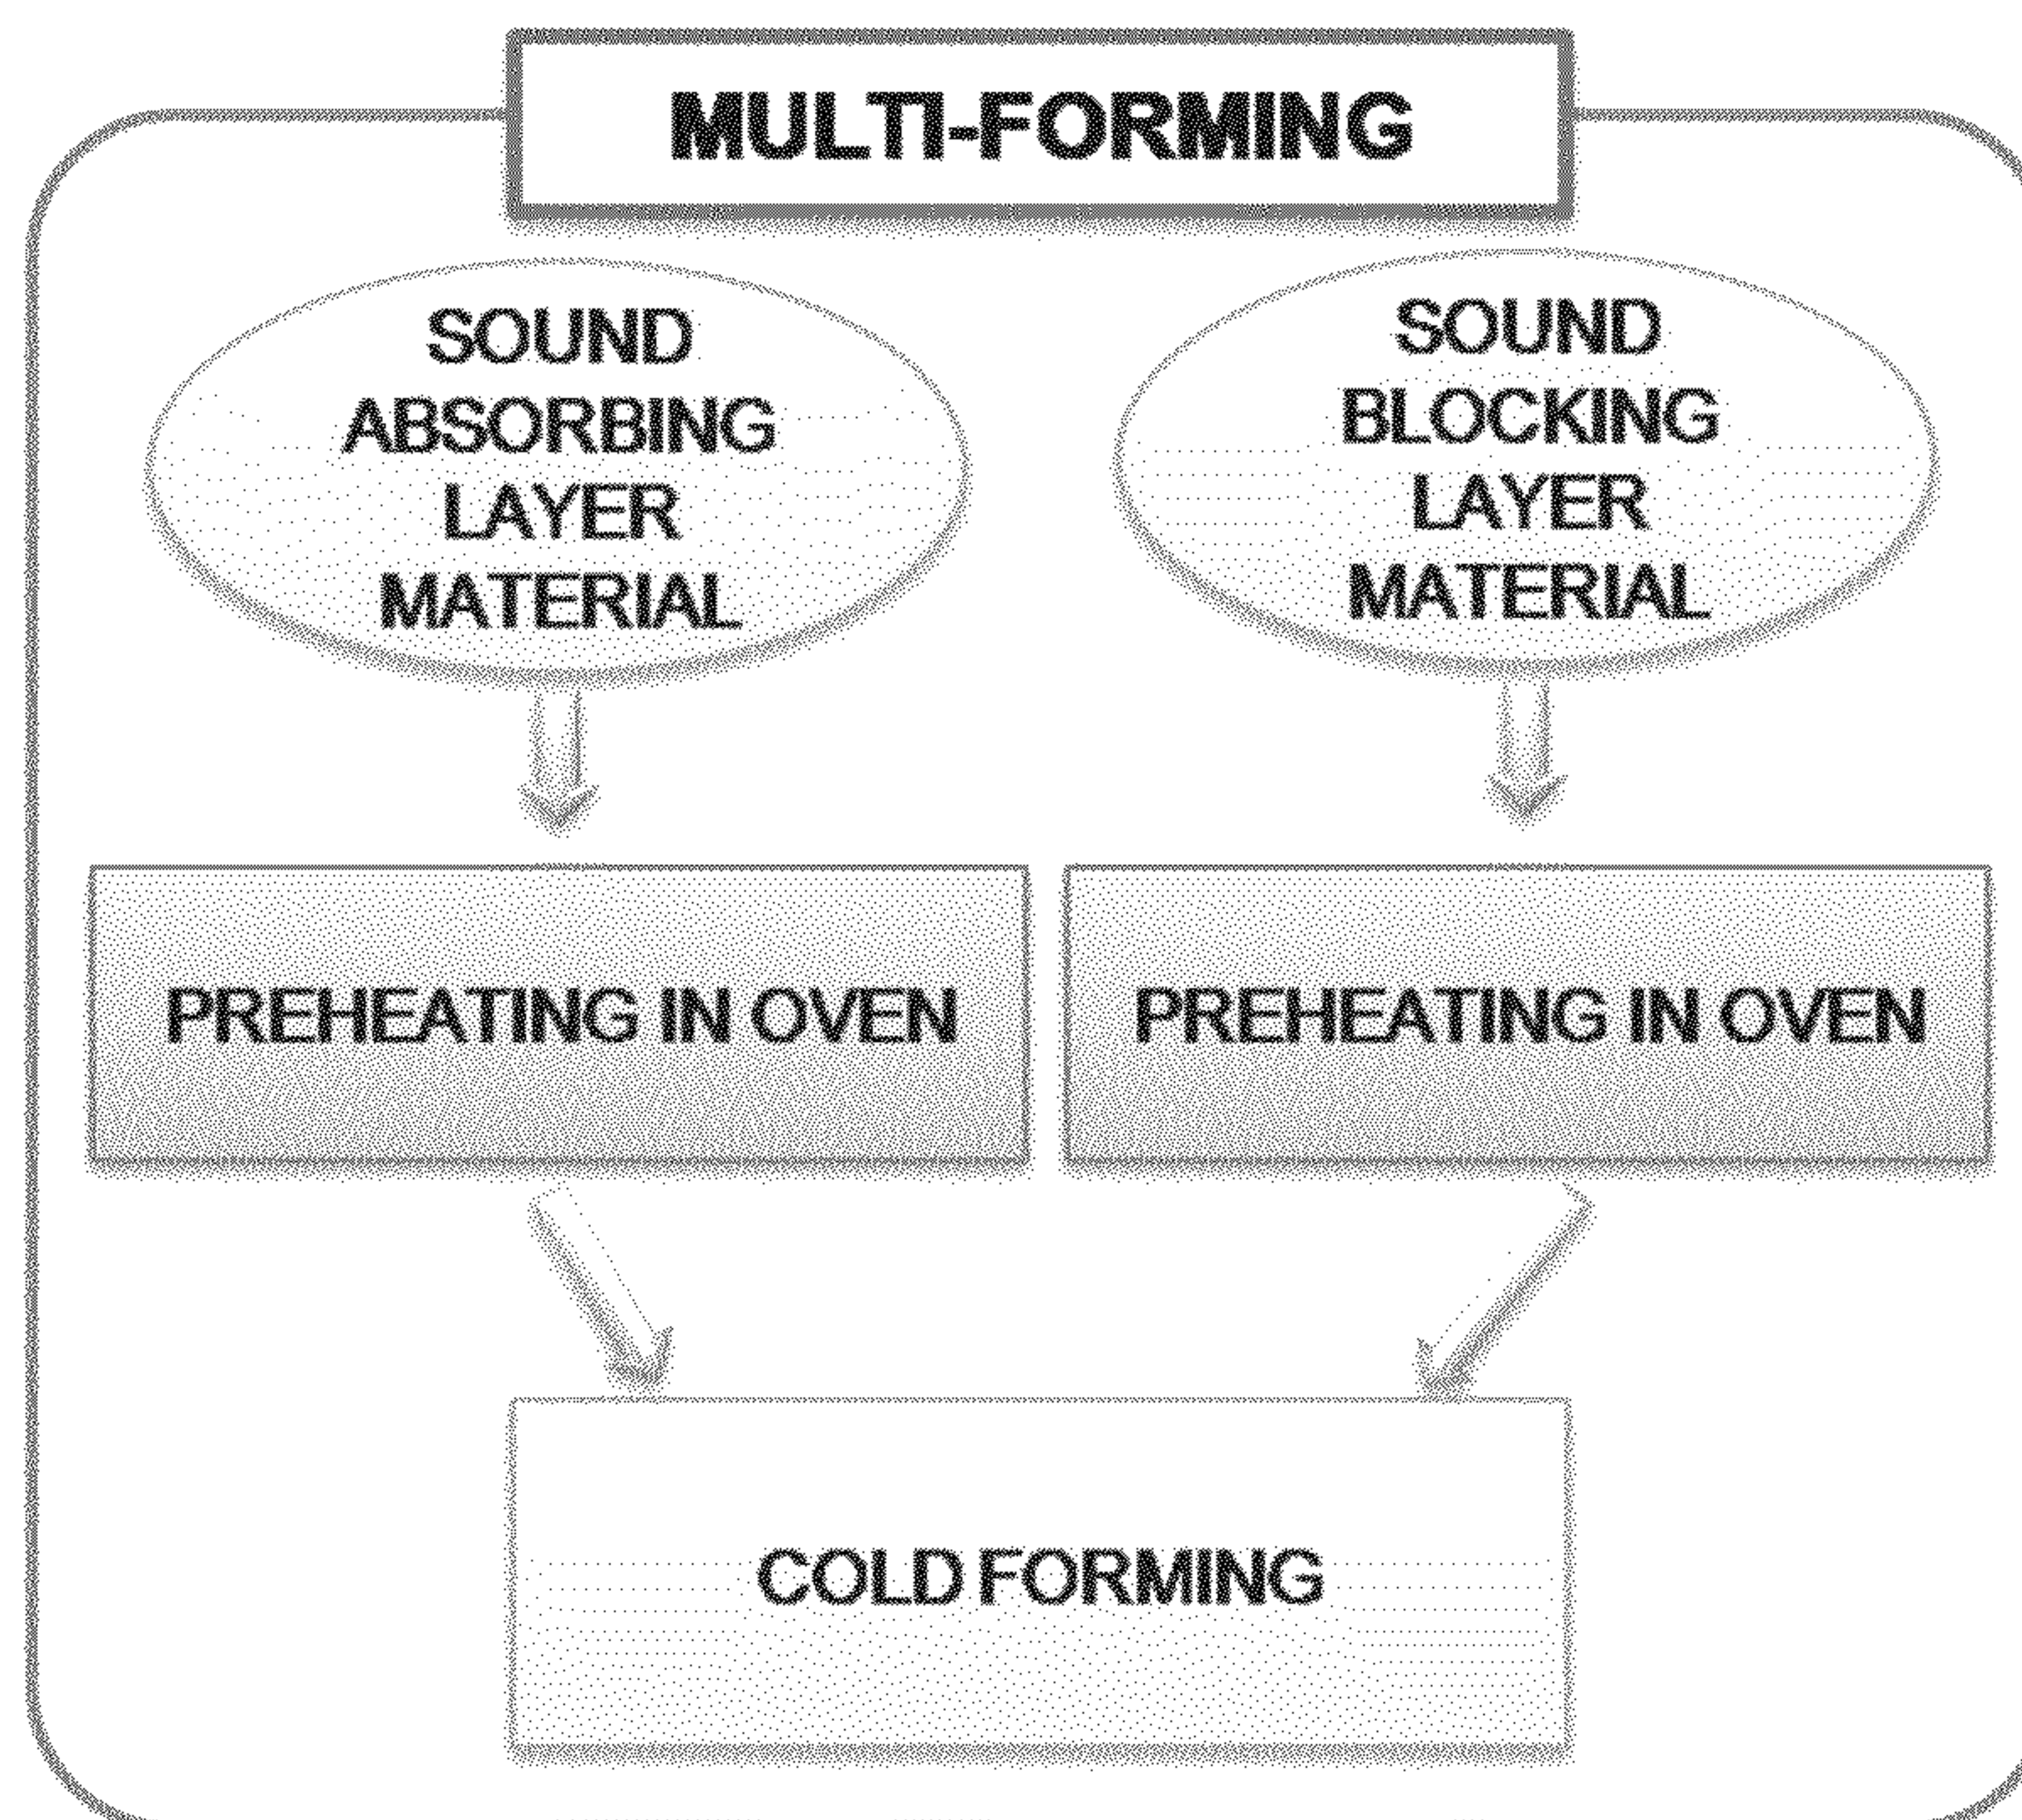 MULTI-FORMING
SOUND
ABSORBING
LAYER
MATERIAL
SOUND
BLOCKING
LAYER
MATERIAL
PREHEATING IN OVEN
PREHEATING IN OVEN
COLD FORMING